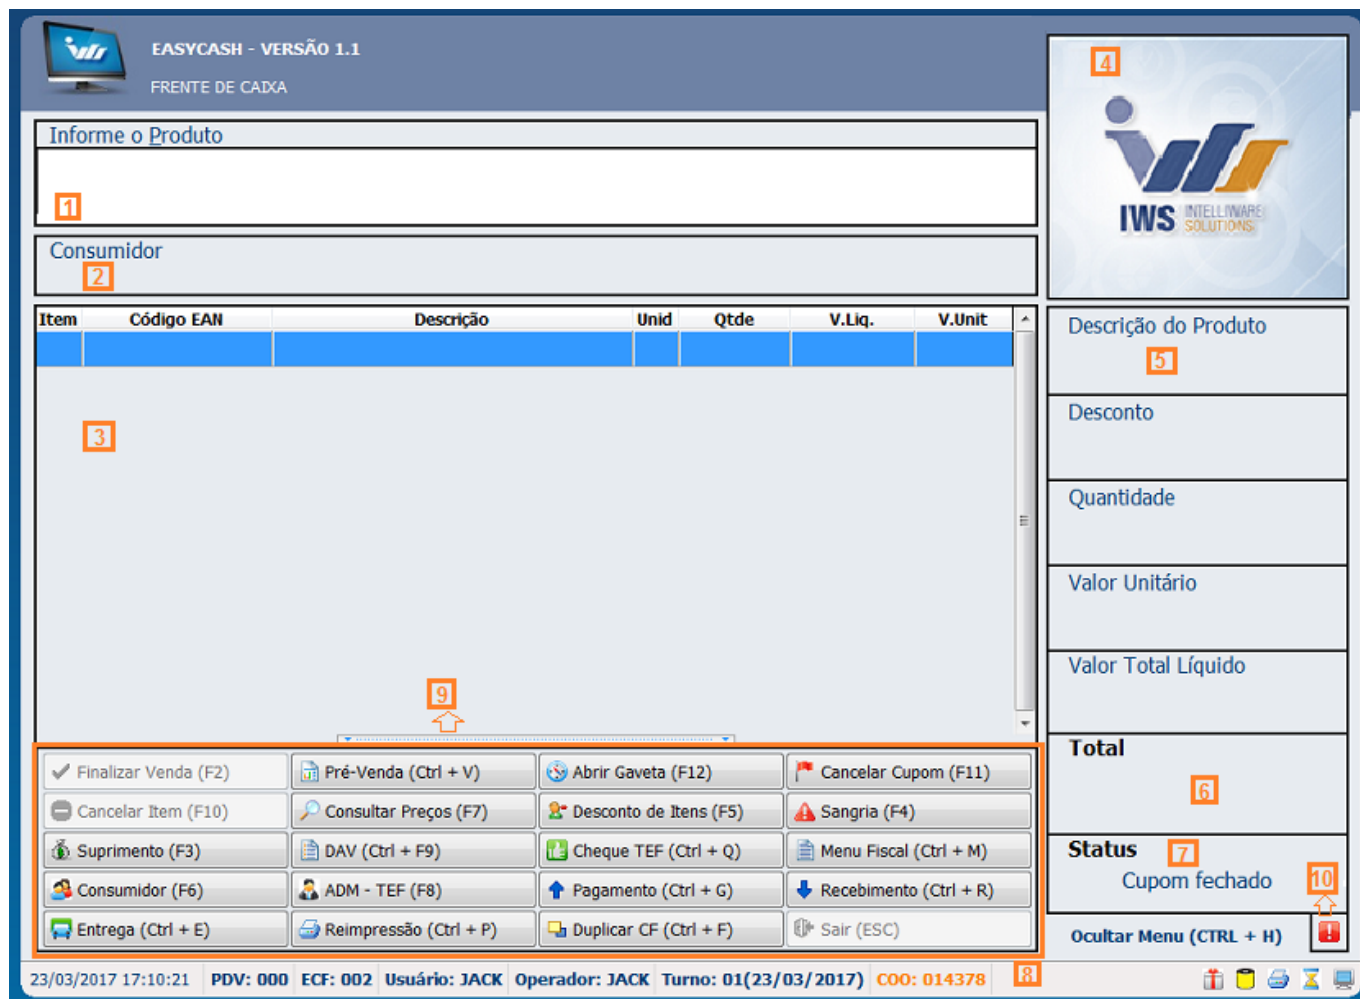 iws
EASYCASH - VERSÃO 1.1
FRENTE DE CAIXA
4
IWS INTELLIWARE SOLUTIONS
Informe o Produto
1
Consumidor
2
Item Código EAN Descrição Unid Qtde V.Liq. V.Unit
3
Descrição do Produto
5
Desconto
Quantidade
Valor Unitário
Valor Total Líquido
Total
6
Status 7
Cupom fechado
10
Ocultar Menu (CTRL + H)
9
Finalizar Venda (F2) Pré-Venda (Ctrl + V) Abrir Gaveta (F12) Cancelar Cupom (F11)
Cancelar Item (F10) Consultar Preços (F7) Desconto de Itens (F5) Sangria (F4)
Suprimento (F3) DAV (Ctrl + F9) Cheque TEF (Ctrl + Q) Menu Fiscal (Ctrl + M)
Consumidor (F6) ADM - TEF (F8) Pagamento (Ctrl + G) Recebimento (Ctrl + R)
Entrega (Ctrl + E) Reimpressão (Ctrl + P) Duplicar CF (Ctrl + F) Sair (ESC)
23/03/2017 17:10:21 PDV: 000 ECF: 002 Usuário: JACK Operador: JACK Turno: 01(23/03/2017) COO: 014378 8